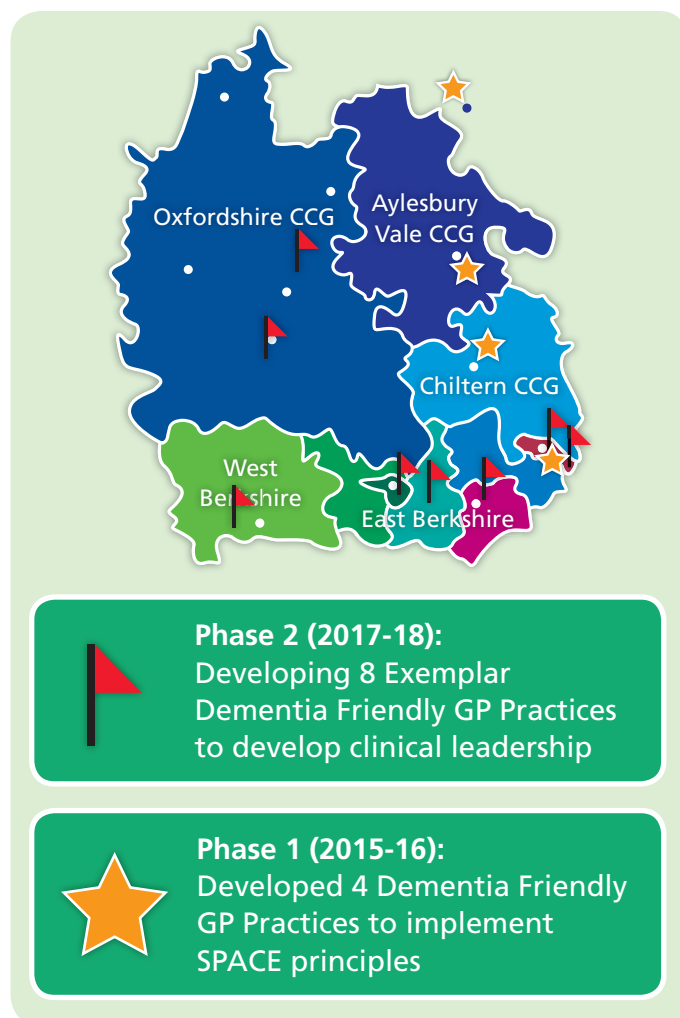 Oxfordshire CCG
Aylesbury
Vale CCG
Chiltern CCG
West
Berkshire
East Berkshire
Phase 2 (2017-18):
Developing 8 Exemplar
Dementia Friendly GP Practices
to develop clinical leadership
Phase 1 (2015-16):
Developed 4 Dementia Friendly
GP Practices to implement
SPACE principles